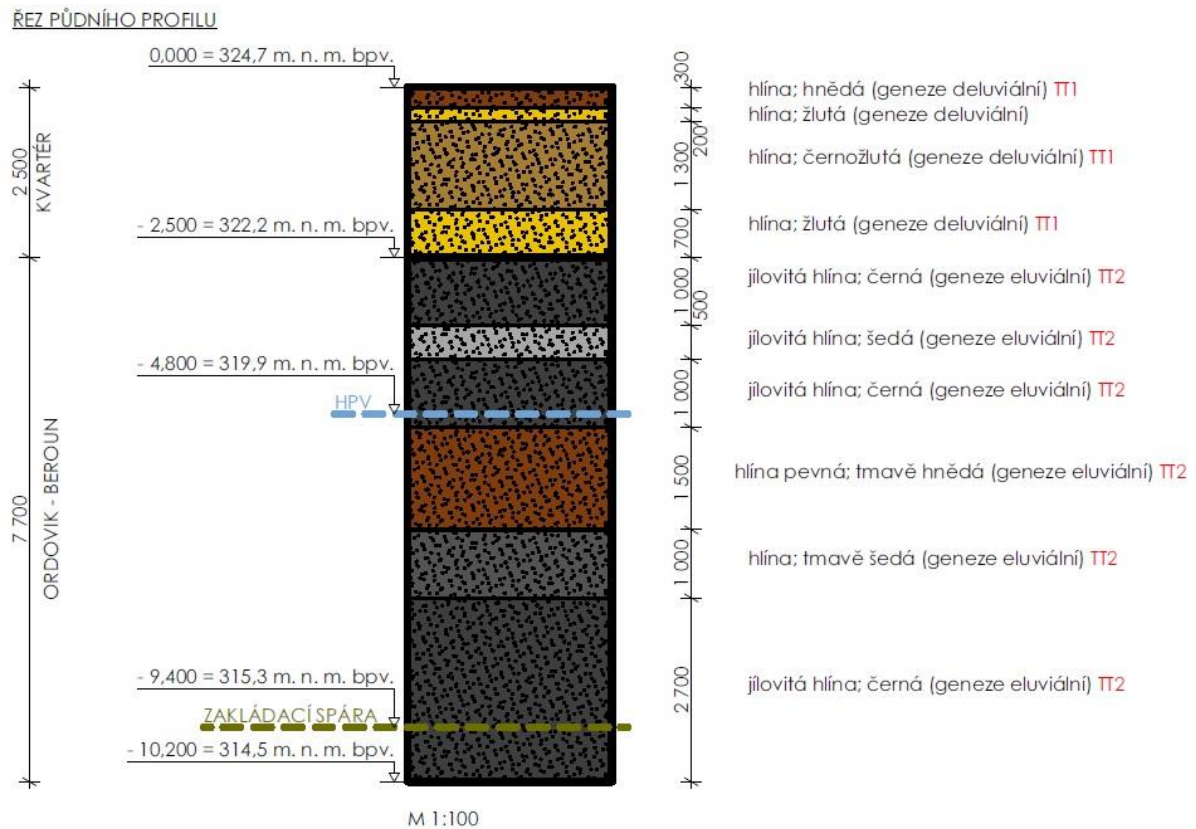 ŘEZ PŮDNÍHO PROFILU
0,000 = 324,7 m. n. m. bpv.
300
hlína; hnědá (geneze deluviální) TT1
hlína; žlutá (geneze deluviální)
200
2 500
KVARTÉR
1 300
hlína; černožlutá (geneze deluviální) TT1
- 2,500 = 322,2 m. n. m. bpv.
700
hlína; žlutá (geneze deluviální) TT1
1 000
jílovitá hlína; černá (geneze eluviální) TT2
500
jílovitá hlína; šedá (geneze eluviální) TT2
- 4,800 = 319,9 m. n. m. bpv.
1 000
jílovitá hlína; černá (geneze eluviální) TT2
HPV
7 700
ORDOVIK - BEROUN
1 500
hlína pevná; tmavě hnědá (geneze eluviální) TT2
1 000
hlína; tmavě šedá (geneze eluviální) TT2
- 9,400 = 315,3 m. n. m. bpv.
2 700
jílovitá hlína; černá (geneze eluviální) TT2
ZAKLÁDACÍ SPÁRA
- 10,200 = 314,5 m. n. m. bpv.
M 1:100